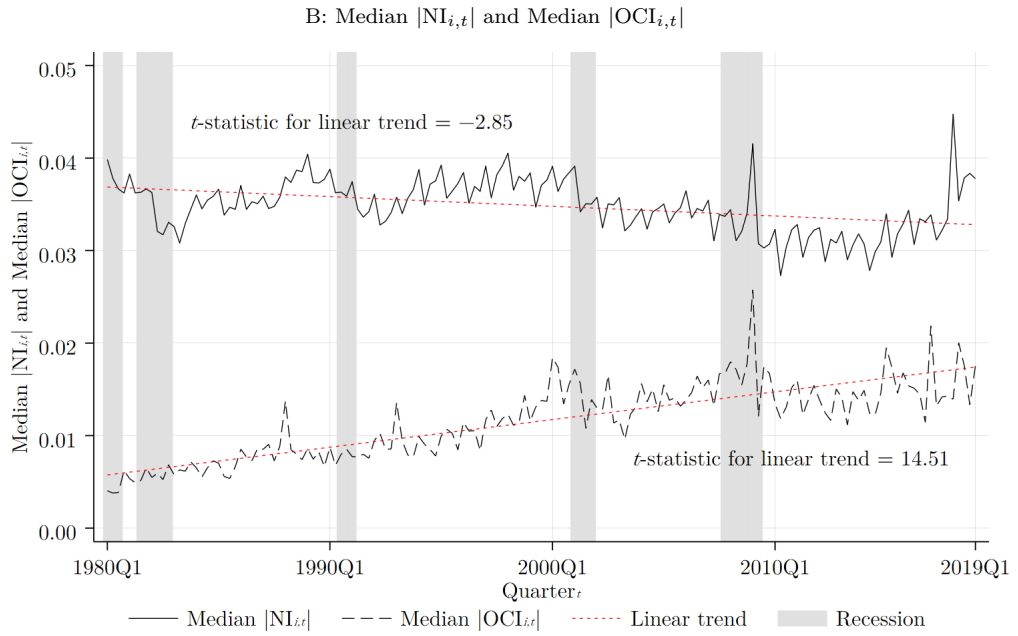 B: Median |NI_{i,t}| and Median |OCI_{i,t}|
Median |NI_{i,t}| and Median |OCI_{i,t}|
0.05
0.04
0.03
0.02
0.01
0.00
t-statistic for linear trend = −2.85
t-statistic for linear trend = 14.51
1980Q1 1990Q1 2000Q1 2010Q1 2019Q1
Quarter_t
Median |NI_{i,t}| Median |OCI_{i,t}| Linear trend Recession